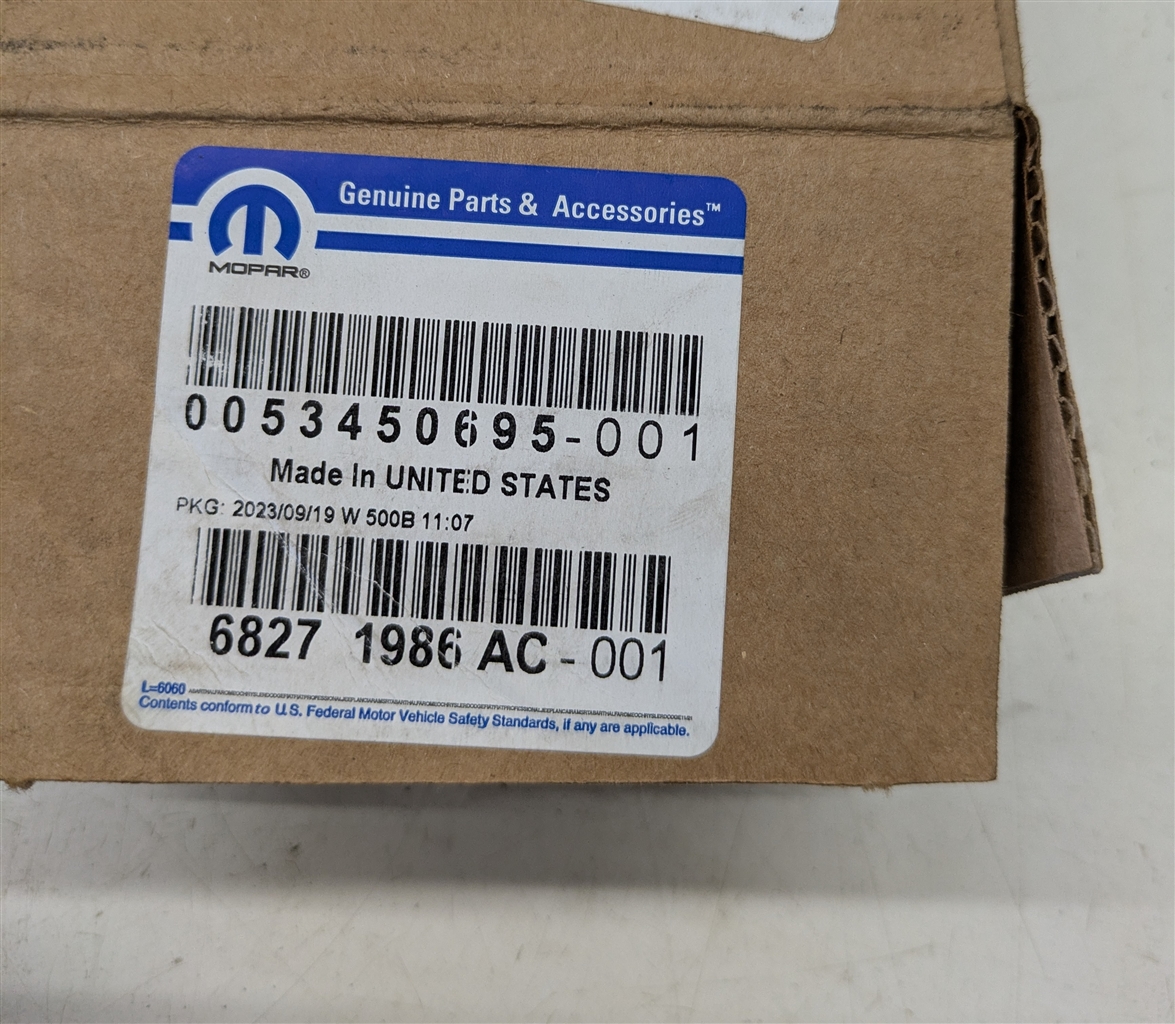 Genuine Parts & Accessories™
MOPAR®
0053450695-001
Made In UNITED STATES
PKG: 2023/09/19 W 500B 11:07
6827 1986 AC-001
L=6060
Contents conform to U.S. Federal Motor Vehicle Safety Standards, if any are applicable.